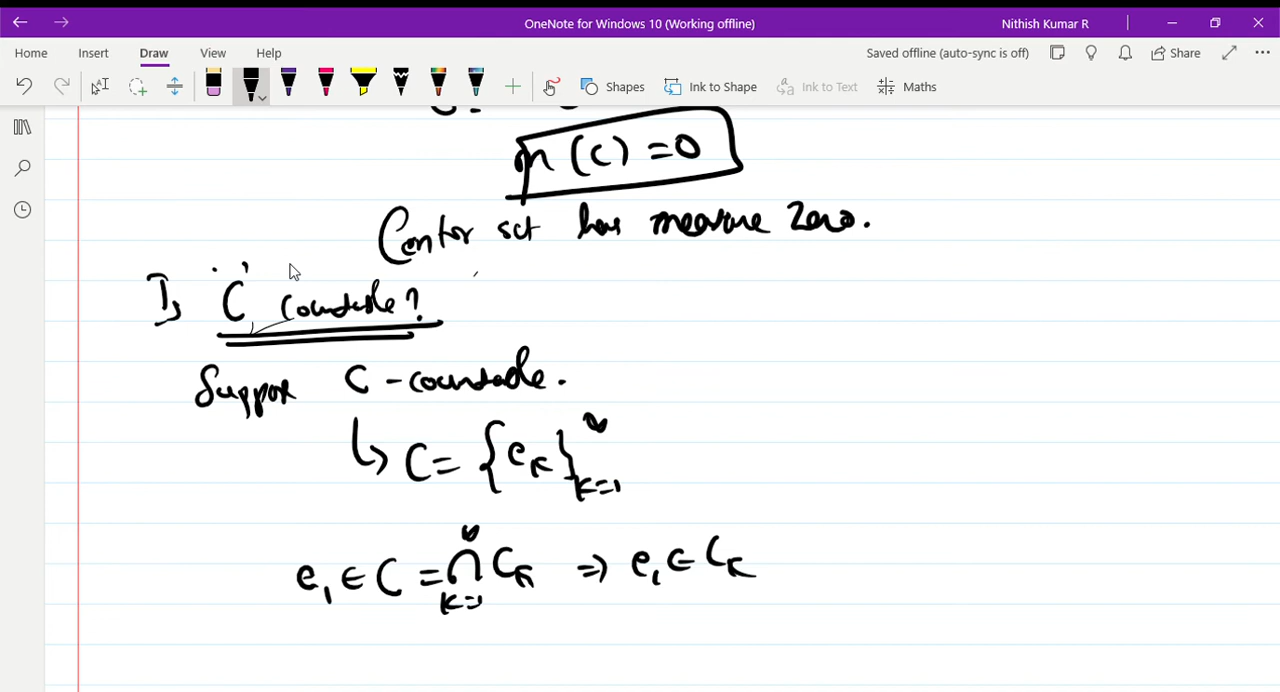 OneNote for Windows 10 (Working offline)
Nithish Kumar R
Home Insert Draw View Help
Saved offline (auto-sync is off)
Share
Shapes
Ink to Shape
Ink to Text
Maths
m(C) = 0
Cantor set has measure zero.
Is 'C' countable?
Suppose C - countable.
↳ C = {e_k}_{k=1}^∞
e_1 ∈ C = ∩_{k=1}^∞ C_k ⇒ e_1 ∈ C_k